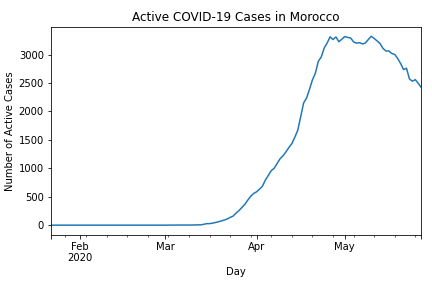 Active COVID-19 Cases in Morocco
Number of Active Cases
3000
2500
2000
1500
1000
500
0
Feb
2020
Mar
Apr
May
Day